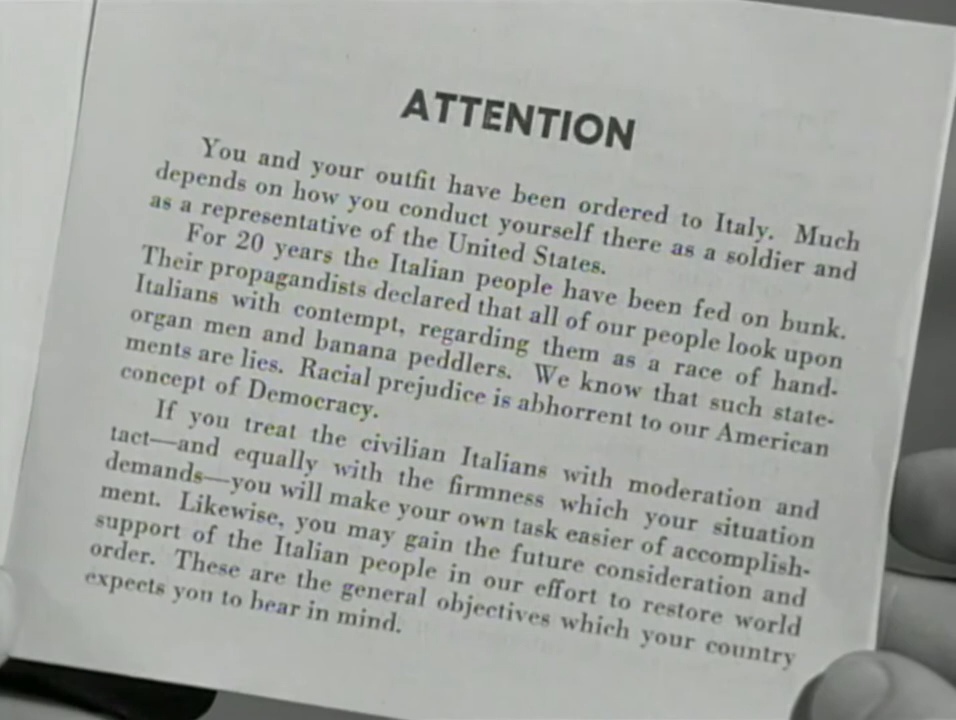 ATTENTION
You and your outfit have been ordered to Italy. Much
depends on how you conduct yourself there as a soldier and
as a representative of the United States.
For 20 years the Italian people have been fed on bunk.
Their propagandists declared that all of our people look upon
Italians with contempt, regarding them as a race of hand-
organ men and banana peddlers. We know that such state-
ments are lies. Racial prejudice is abhorrent to our American
concept of Democracy.
If you treat the civilian Italians with moderation and
tact—and equally with the firmness which your situation
demands—you will make your own task easier of accomplish-
ment. Likewise, you may gain the future consideration and
support of the Italian people in our effort to restore world
order. These are the general objectives which your country
expects you to bear in mind.